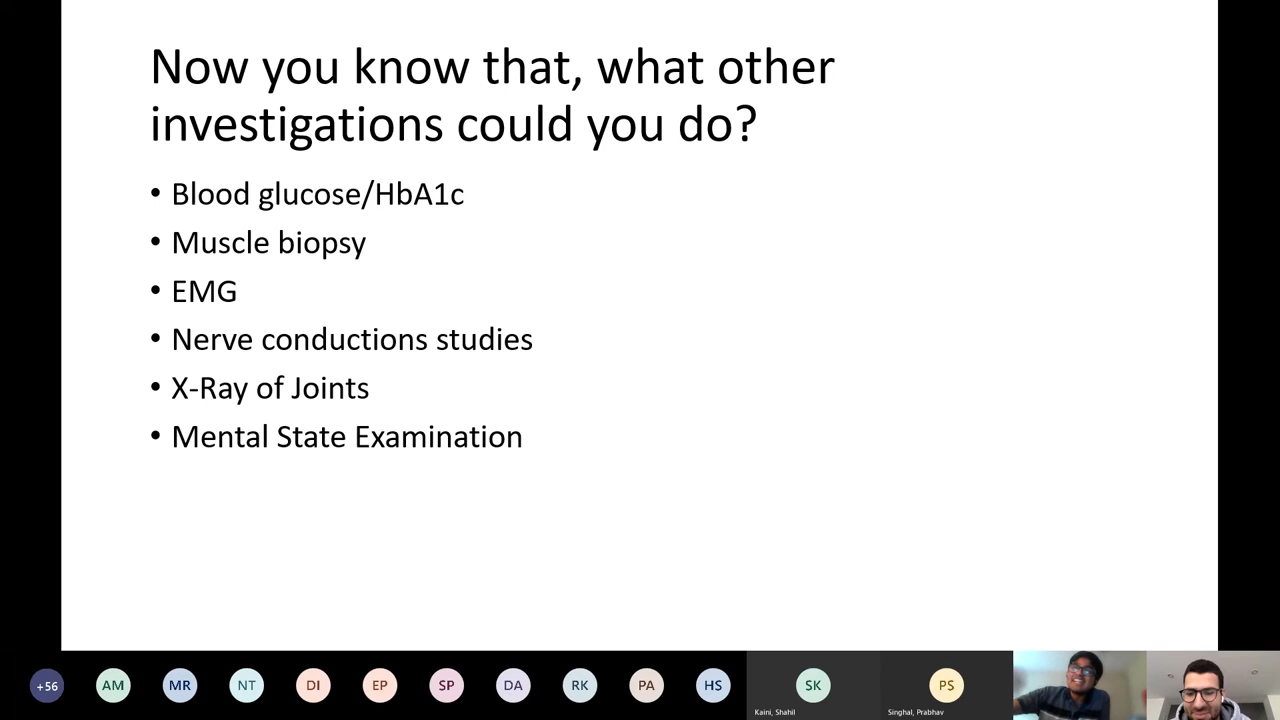 Now you know that, what other
investigations could you do?
• Blood glucose/HbA1c
• Muscle biopsy
• EMG
• Nerve conductions studies
• X-Ray of Joints
• Mental State Examination
+56
AM
MR
NT
DI
EP
SP
DA
RK
PA
HS
SK
PS
Kaini, Shahil
Singhal, Prabhav